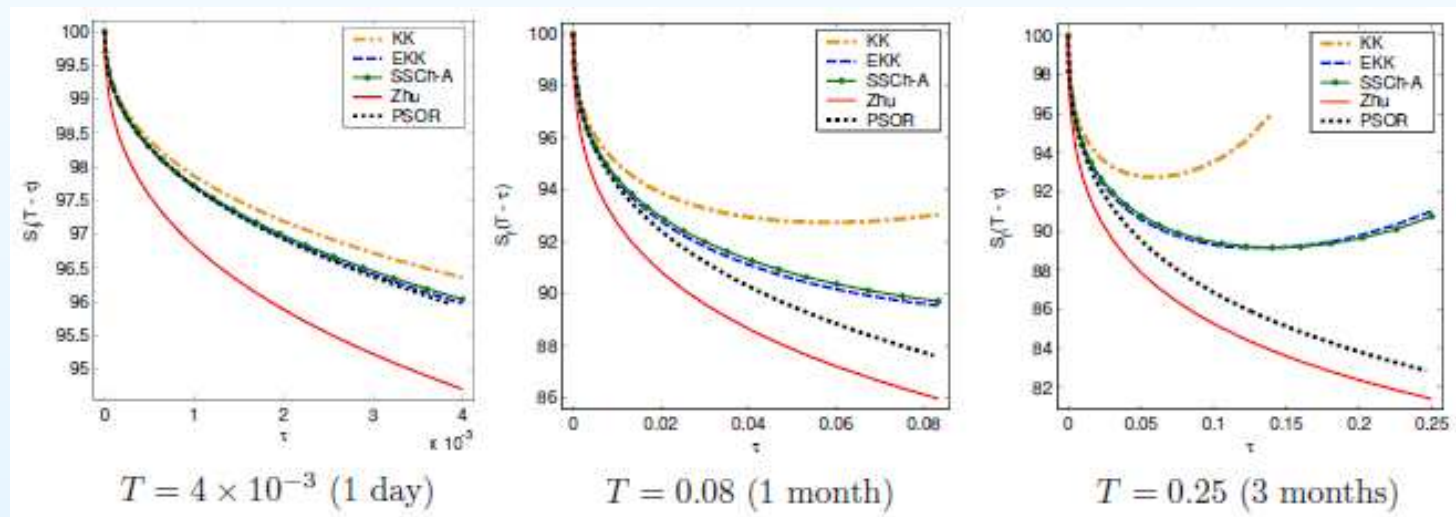 100
99.5
99
98.5
98
97.5
97
96.5
96
95.5
95
S_f(T - τ)
0 1 2 3 4
τ
x 10^{-3}
KK
EKK
SSCh-A
Zhu
PSOR
T = 4 × 10^{-3} (1 day)
100
98
96
94
92
90
88
86
S_f(T - τ)
0 0.02 0.04 0.06 0.08
τ
KK
EKK
SSCh-A
Zhu
PSOR
T = 0.08 (1 month)
100
98
96
94
92
90
88
86
84
82
S_f(T - τ)
0 0.05 0.1 0.15 0.2 0.25
τ
KK
EKK
SSCh-A
Zhu
PSOR
T = 0.25 (3 months)